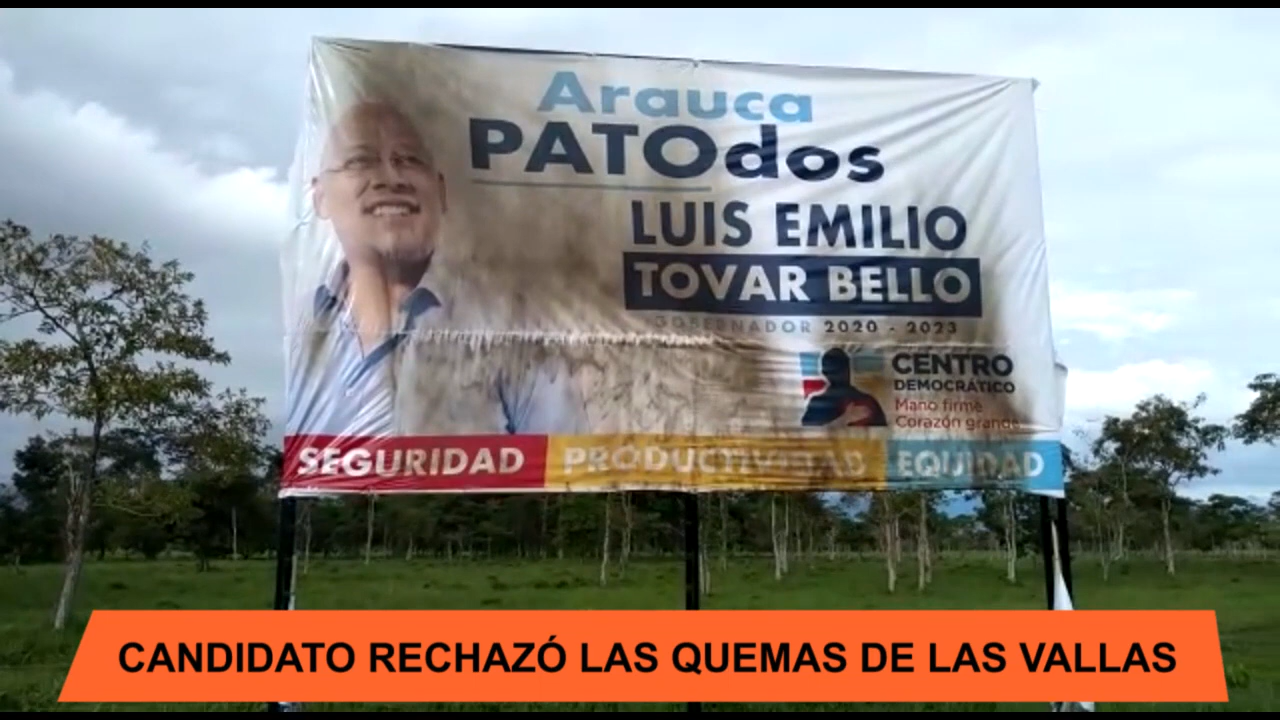 Arauca
PATOdos
LUIS EMILIO
TOVAR BELLO
GOBERNADOR 2020 - 2023
CENTRO
DEMOCRÁTICO
Mano firme
Corazón grande
SEGURIDAD PRODUCTIVIDAD EQUIDAD
CANDIDATO RECHAZÓ LAS QUEMAS DE LAS VALLAS